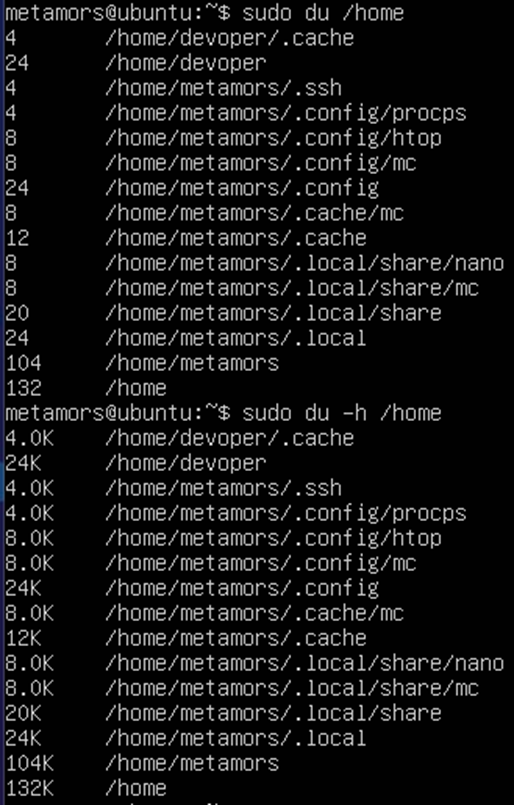 metamors@ubuntu:~$ sudo du /home
4 /home/devoper/.cache
24 /home/devoper
4 /home/metamors/.ssh
4 /home/metamors/.config/procps
8 /home/metamors/.config/htop
8 /home/metamors/.config/mc
24 /home/metamors/.config
8 /home/metamors/.cache/mc
12 /home/metamors/.cache
8 /home/metamors/.local/share/nano
8 /home/metamors/.local/share/mc
20 /home/metamors/.local/share
24 /home/metamors/.local
104 /home/metamors
132 /home
metamors@ubuntu:~$ sudo du -h /home
4.0K /home/devoper/.cache
24K /home/devoper
4.0K /home/metamors/.ssh
4.0K /home/metamors/.config/procps
8.0K /home/metamors/.config/htop
8.0K /home/metamors/.config/mc
24K /home/metamors/.config
8.0K /home/metamors/.cache/mc
12K /home/metamors/.cache
8.0K /home/metamors/.local/share/nano
8.0K /home/metamors/.local/share/mc
20K /home/metamors/.local/share
24K /home/metamors/.local
104K /home/metamors
132K /home